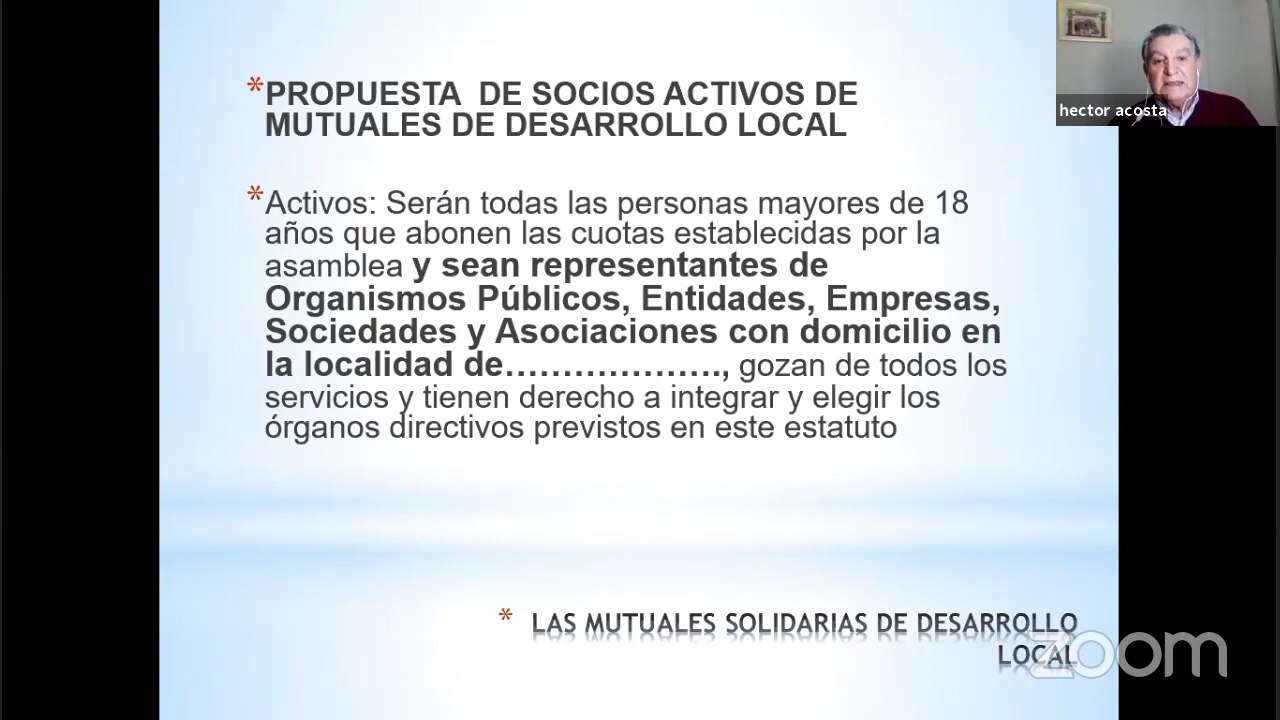 * PROPUESTA DE SOCIOS ACTIVOS DE
MUTUALES DE DESARROLLO LOCAL
* Activos: Serán todas las personas mayores de 18
años que abonen las cuotas establecidas por la
asamblea y sean representantes de
Organismos Públicos, Entidades, Empresas,
Sociedades y Asociaciones con domicilio en
la localidad de...................., gozan de todos los
servicios y tienen derecho a integrar y elegir los
órganos directivos previstos en este estatuto
* LAS MUTUALES SOLIDARIAS DE DESARROLLO
LOCAL
hector acosta
zoom